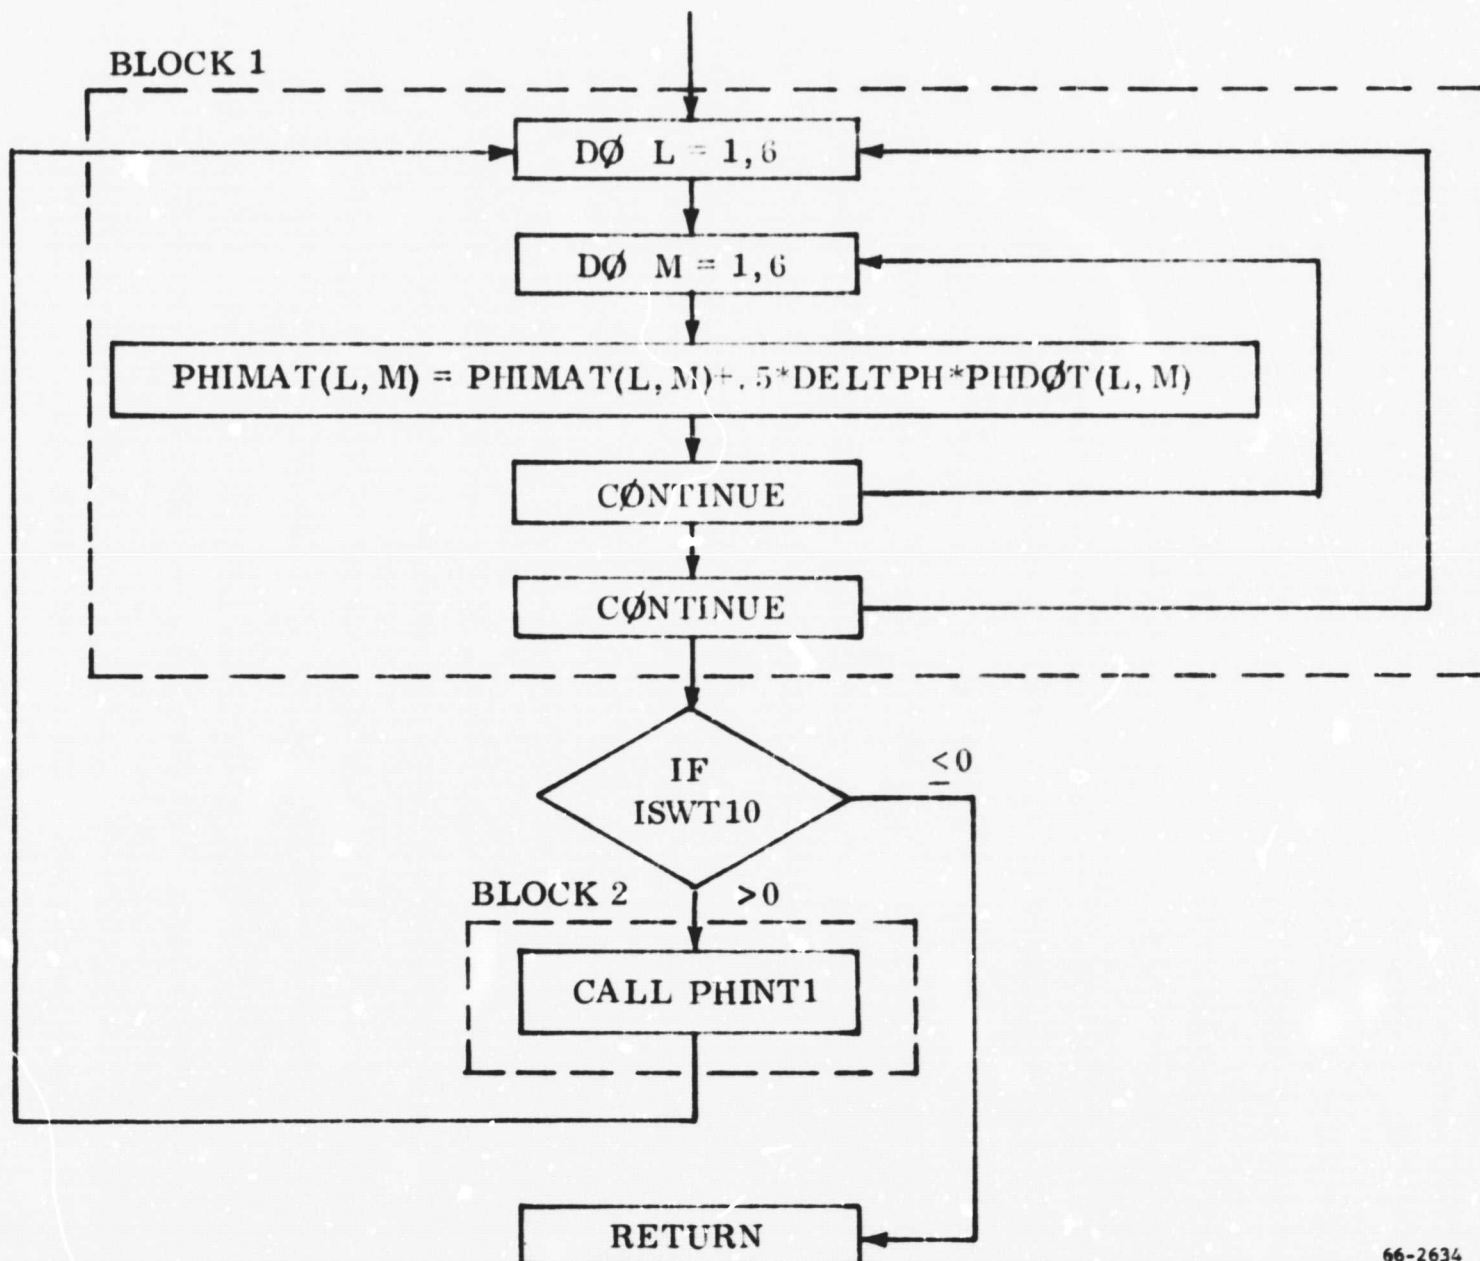 BLOCK 1
DØ L = 1,6
DØ M = 1,6
PHIMAT(L, M) = PHIMAT(L, M)+.5*DELTPH*PHDØT(L, M)
CØNTINUE
CØNTINUE
IF
ISWT10
≤0
BLOCK 2
>0
CALL PHINT1
RETURN
66-2634